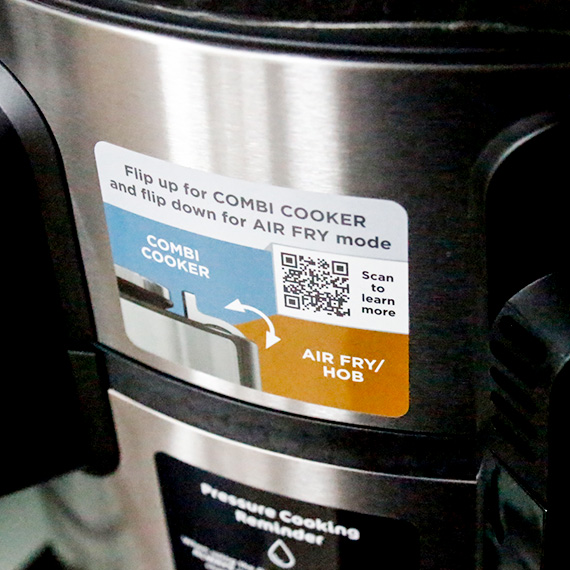 Flip up for COMBI COOKER
and flip down for AIR FRY mode
COMBI
COOKER
Scan
to
learn
more
AIR FRY/
HOB
Pressure Cooking
Reminder